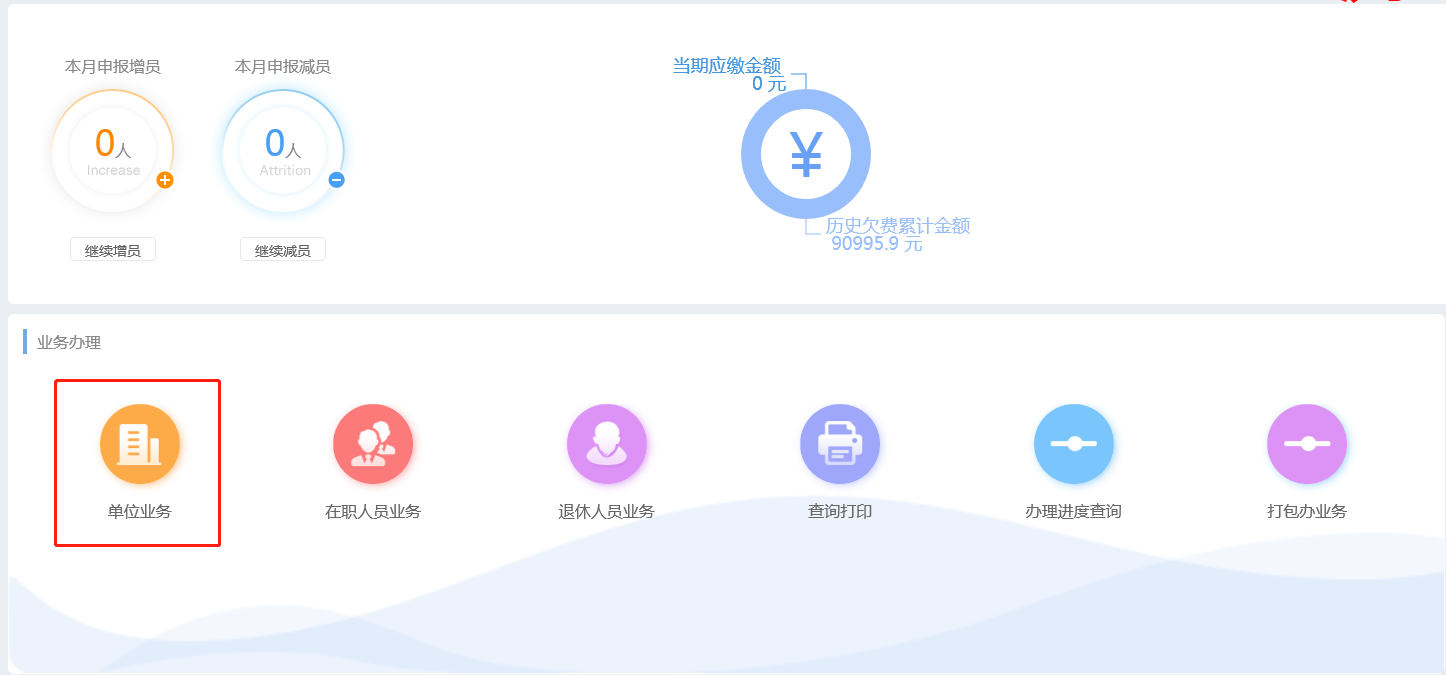 本月申报增员
本月申报减员
当期应缴金额
0 元
0人
Increase
0人
Attrition
¥
历史欠费累计金额
90995.9 元
继续增员
继续减员
业务办理
单位业务
在职人员业务
退休人员业务
查询打印
办理进度查询
打包办业务